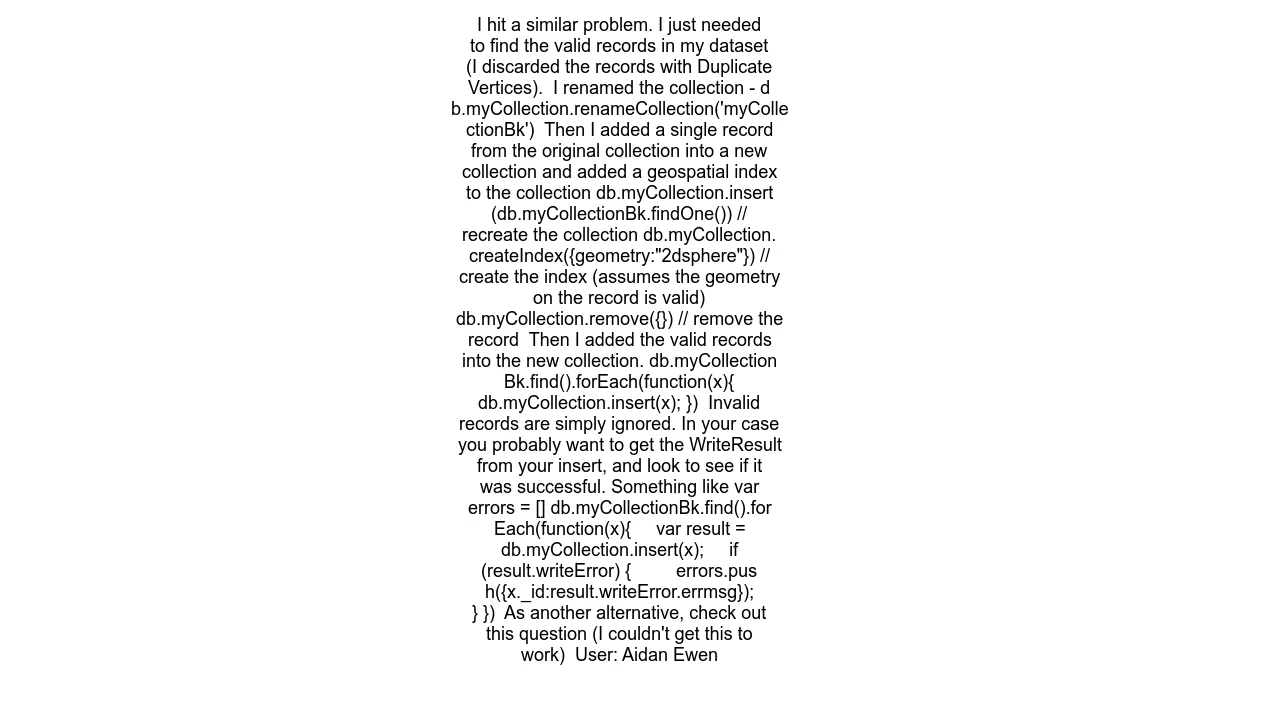 I hit a similar problem. I just needed
to find the valid records in my dataset
(I discarded the records with Duplicate
Vertices).  I renamed the collection - d
b.myCollection.renameCollection('myColle
ctionBk')  Then I added a single record
from the original collection into a new
collection and added a geospatial index
to the collection db.myCollection.insert
(db.myCollectionBk.findOne()) //
recreate the collection db.myCollection.
createIndex({geometry:"2dsphere"}) //
create the index (assumes the geometry
on the record is valid)
db.myCollection.remove({}) // remove the
record  Then I added the valid records
into the new collection. db.myCollection
Bk.find().forEach(function(x){
db.myCollection.insert(x); })  Invalid
records are simply ignored. In your case
you probably want to get the WriteResult
from your insert, and look to see if it
was successful. Something like var
errors = [] db.myCollectionBk.find().for
Each(function(x){     var result =
db.myCollection.insert(x);     if
(result.writeError) {         errors.pus
h({x._id:result.writeError.errmsg});
} })  As another alternative, check out
this question (I couldn't get this to
work)  User: Aidan Ewen